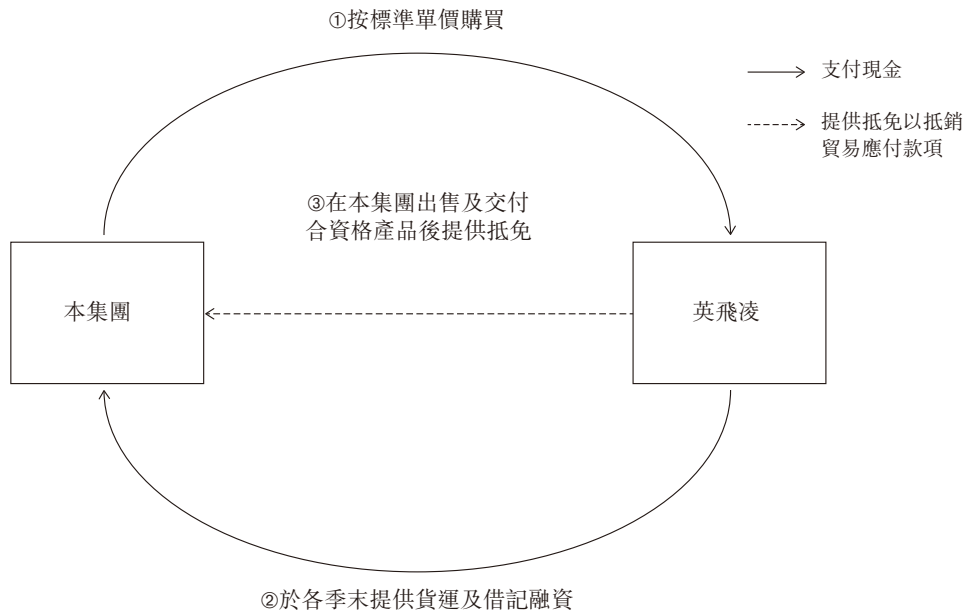 ①按標準單價購買
支付現金
提供抵免以抵銷
貿易應付款項
③在本集團出售及交付
合資格產品後提供抵免
本集團
英飛凌
②於各季末提供貨運及借記融資